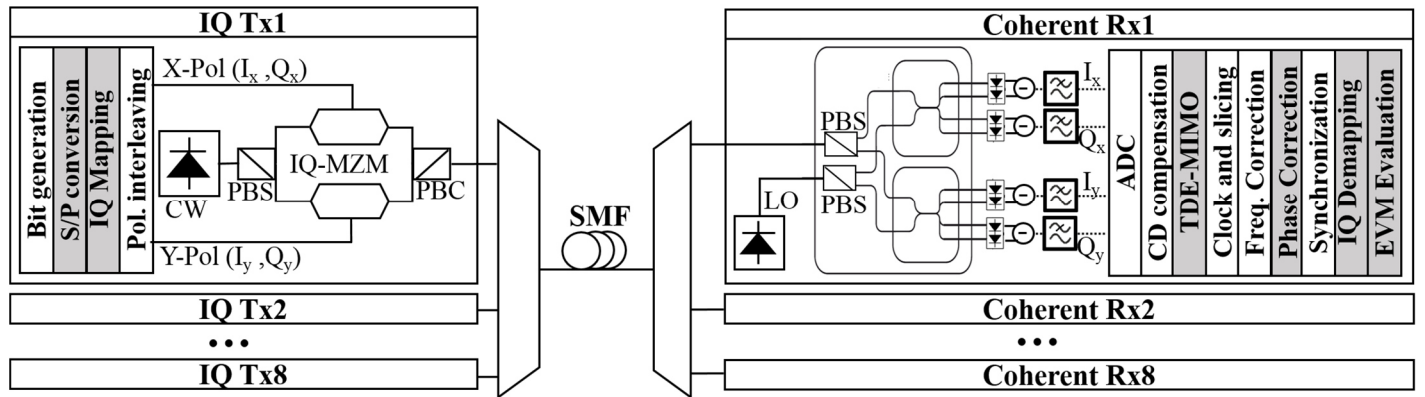 IQ Tx1
Bit generation
S/P conversion
IQ Mapping
Pol. interleaving
X-Pol (Ix ,Qx)
CW
PBS
IQ-MZM
PBC
Y-Pol (Iy ,Qy)
IQ Tx2
•••
IQ Tx8
SMF
Coherent Rx1
PBS
LO
PBS
Ix
Qx
Iy
Qy
ADC
CD compensation
TDE-MIMO
Clock and slicing
Freq. Correction
Phase Correction
Synchronization
IQ Demapping
EVM Evaluation
Coherent Rx2
•••
Coherent Rx8